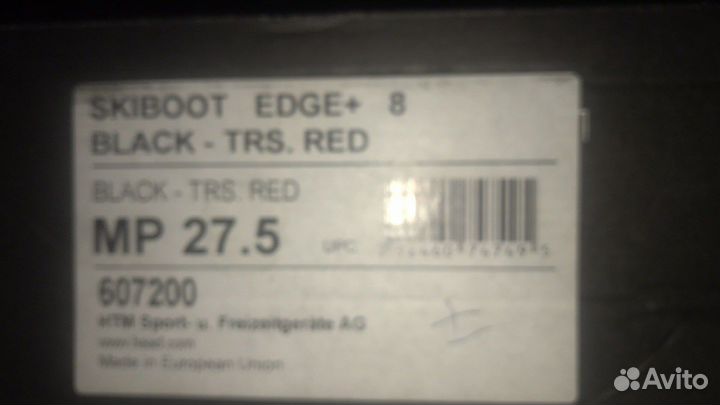 SKIBOOT EDGE+ 8
BLACK - TRS. RED
BLACK - TRS. RED
MP 27.5 UPC
607200
HTM Sport- u. Freizeitgeräte AG
www.head.com
Made in European Union
Avito